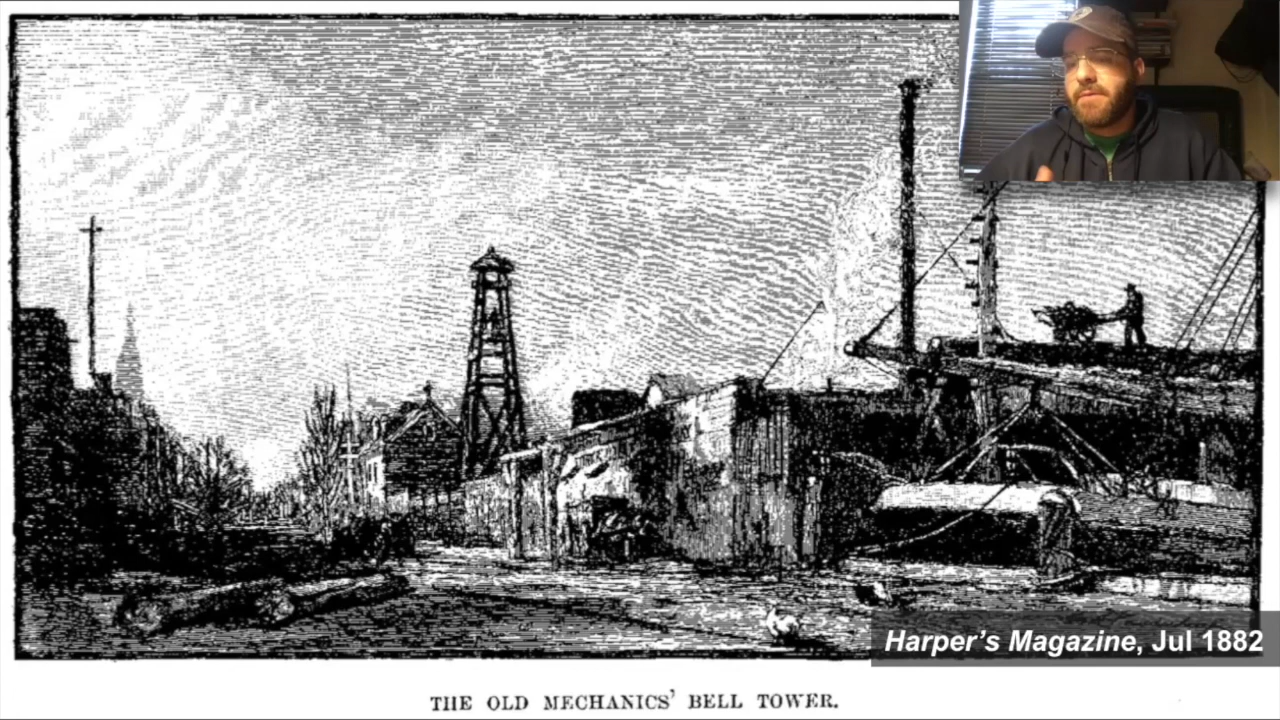 Harper's Magazine, Jul 1882
THE OLD MECHANICS' BELL TOWER.